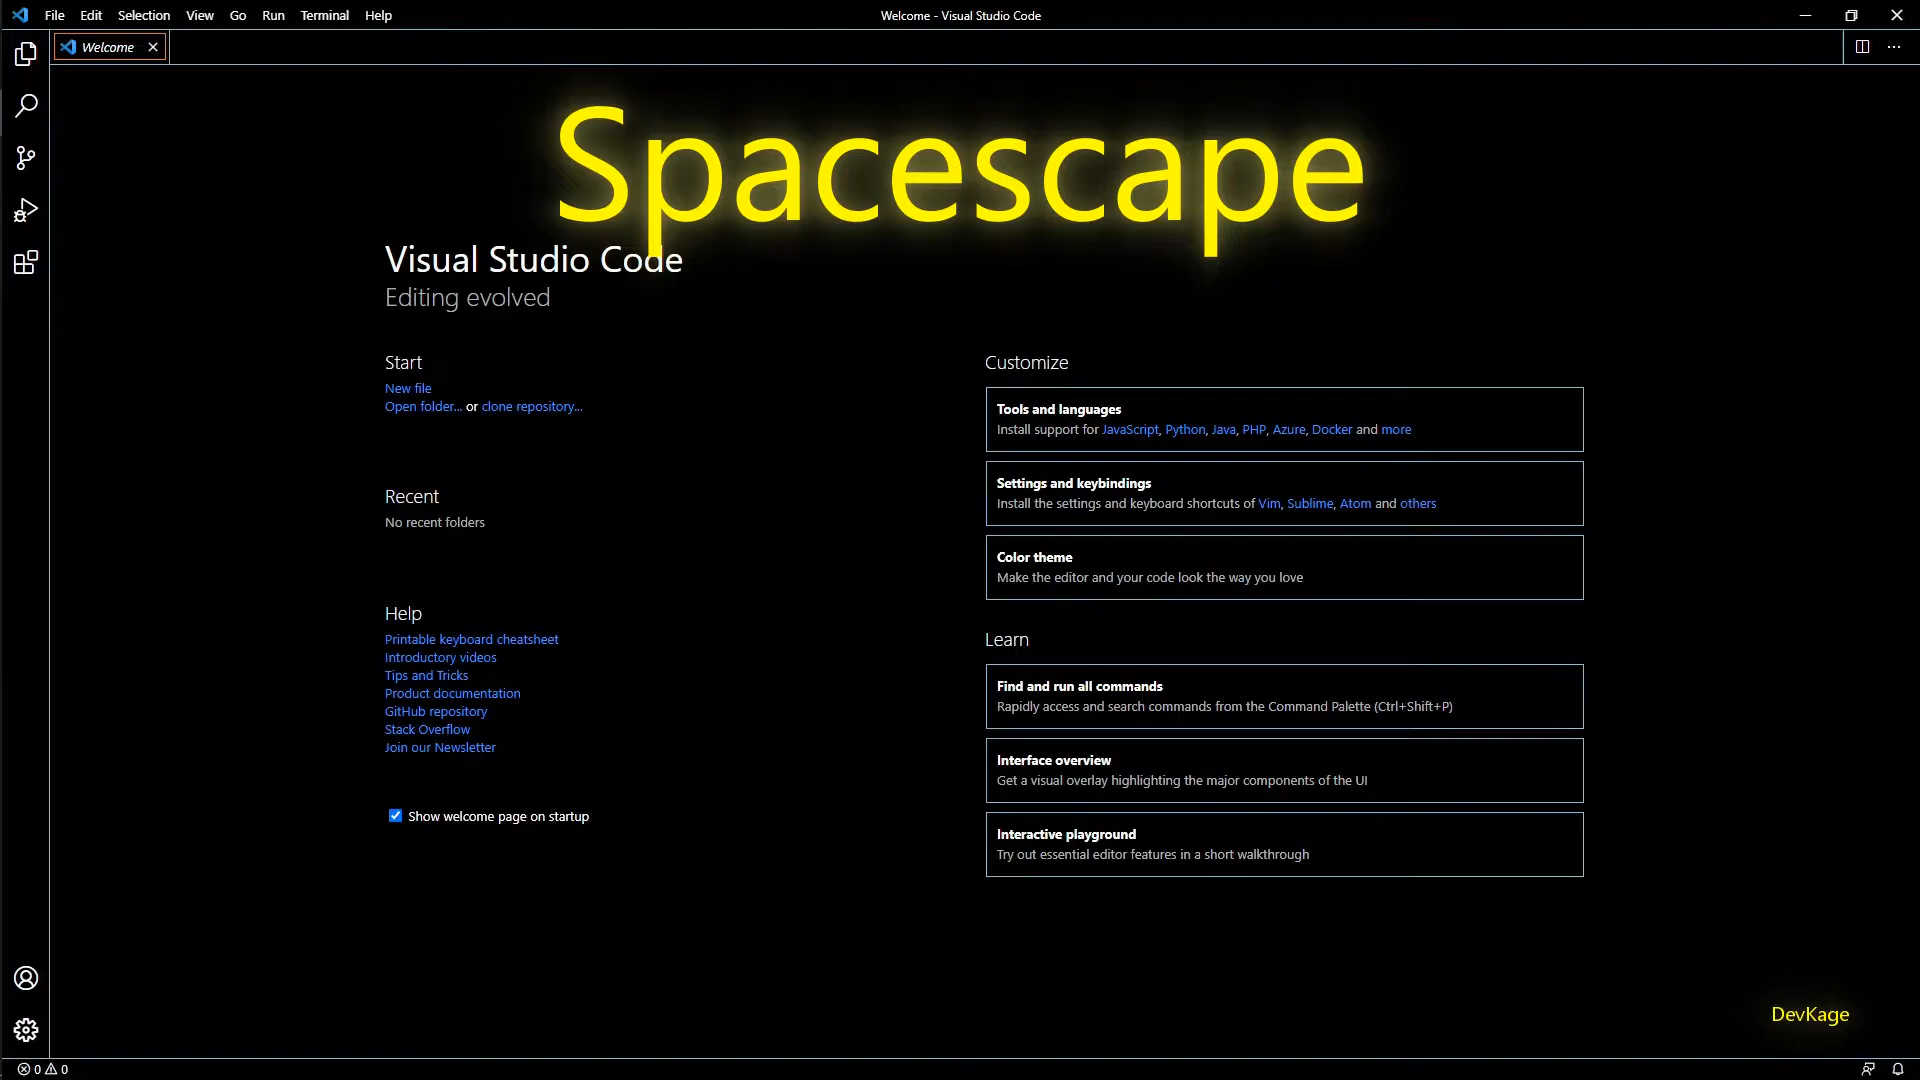 File Edit Selection View Go Run Terminal Help
Welcome - Visual Studio Code
Welcome
Spacescape
Visual Studio Code
Editing evolved
Start
New file
Open folder... or clone repository...
Recent
No recent folders
Help
Printable keyboard cheatsheet
Introductory videos
Tips and Tricks
Product documentation
GitHub repository
Stack Overflow
Join our Newsletter
Show welcome page on startup
Customize
Tools and languages
Install support for JavaScript, Python, Java, PHP, Azure, Docker and more
Settings and keybindings
Install the settings and keyboard shortcuts of Vim, Sublime, Atom and others
Color theme
Make the editor and your code look the way you love
Learn
Find and run all commands
Rapidly access and search commands from the Command Palette (Ctrl+Shift+P)
Interface overview
Get a visual overlay highlighting the major components of the UI
Interactive playground
Try out essential editor features in a short walkthrough
DevKage
0 0